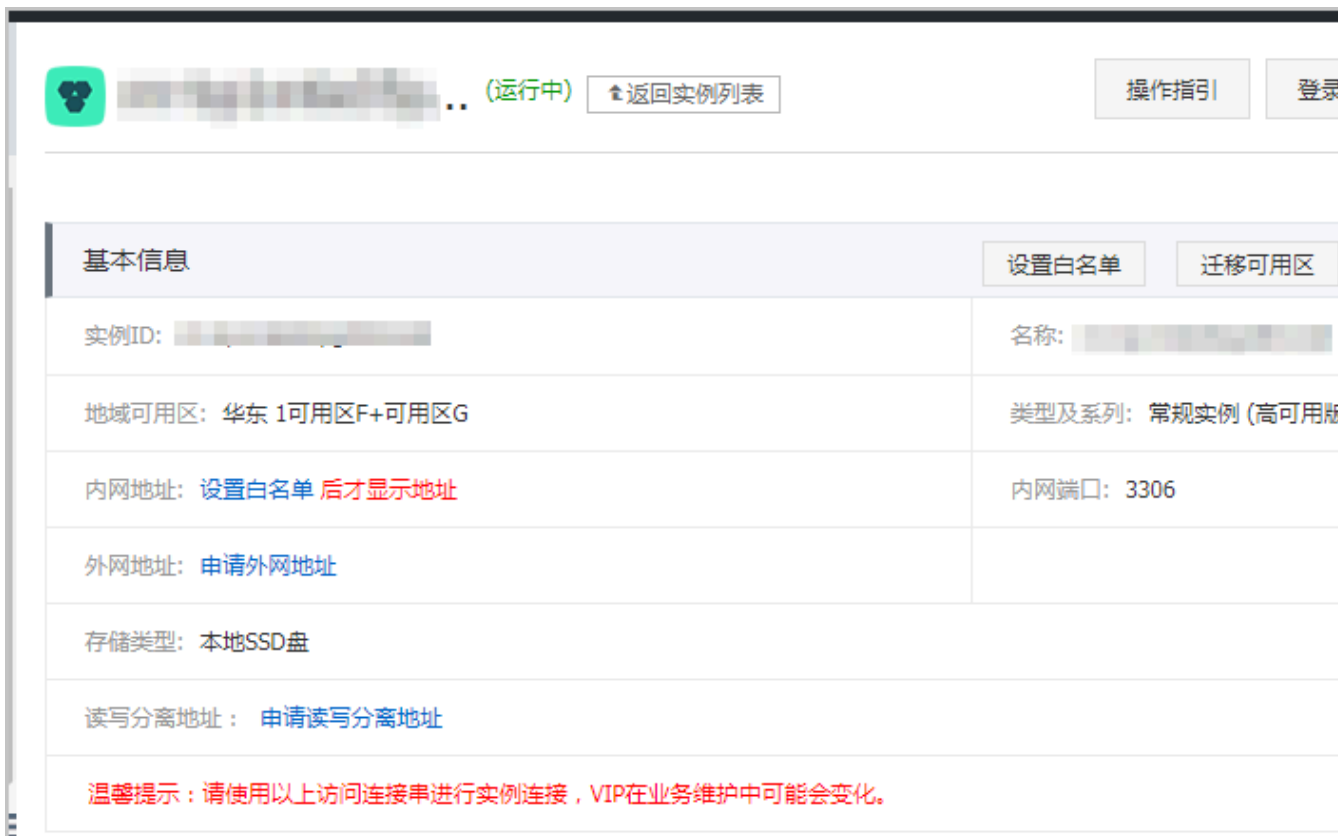 .. (运行中) 返回实例列表 操作指引 登录
基本信息 设置白名单 迁移可用区
实例ID: 名称:
地域可用区: 华东 1可用区F+可用区G 类型及系列: 常规实例 (高可用版
内网地址: 设置白名单 后才显示地址 内网端口: 3306
外网地址: 申请外网地址
存储类型: 本地SSD盘
读写分离地址： 申请读写分离地址
温馨提示：请使用以上访问连接串进行实例连接，VIP在业务维护中可能会变化。